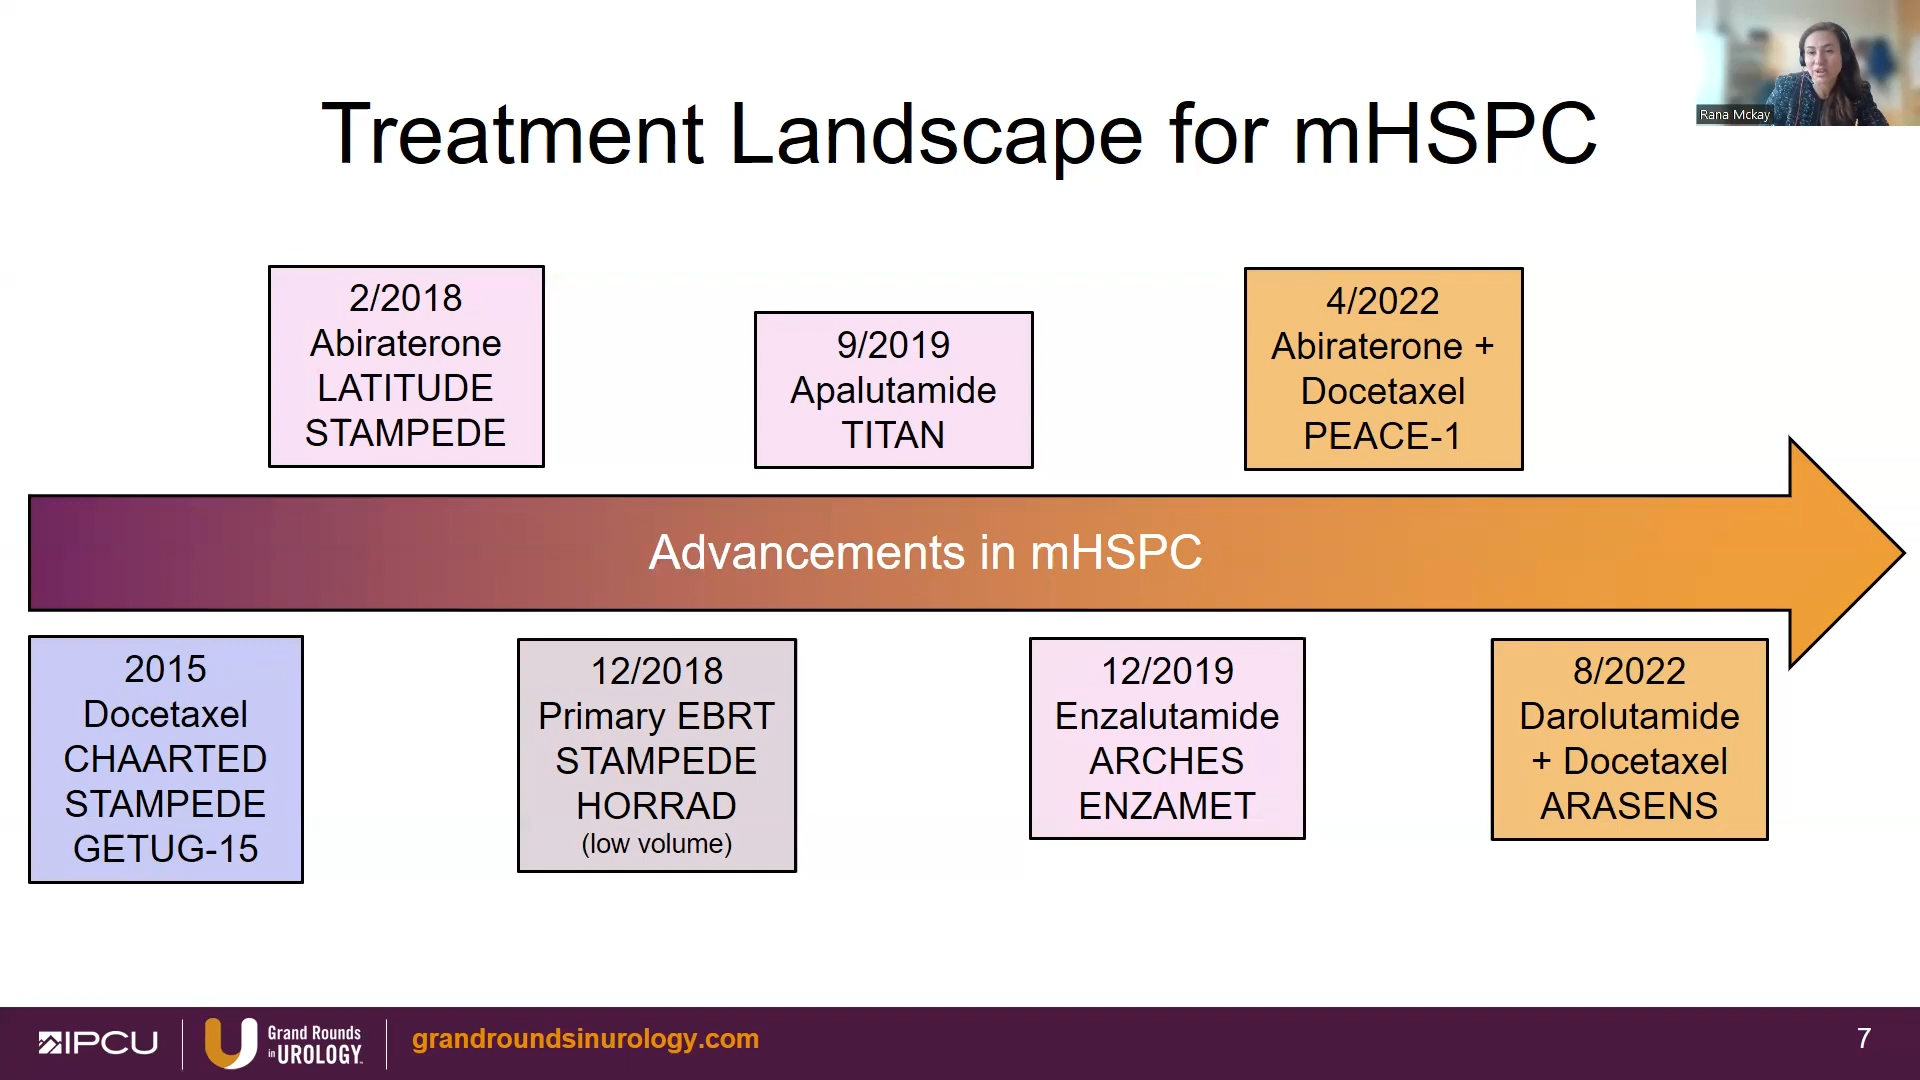 Rana Mckay
Treatment Landscape for mHSPC
2/2018
Abiraterone
LATITUDE
STAMPEDE
9/2019
Apalutamide
TITAN
4/2022
Abiraterone +
Docetaxel
PEACE-1
Advancements in mHSPC
2015
Docetaxel
CHAARTED
STAMPEDE
GETUG-15
12/2018
Primary EBRT
STAMPEDE
HORRAD
(low volume)
12/2019
Enzalutamide
ARCHES
ENZAMET
8/2022
Darolutamide
+ Docetaxel
ARASENS
IPCU
Grand Rounds
in UROLOGY
grandroundsinurology.com
7